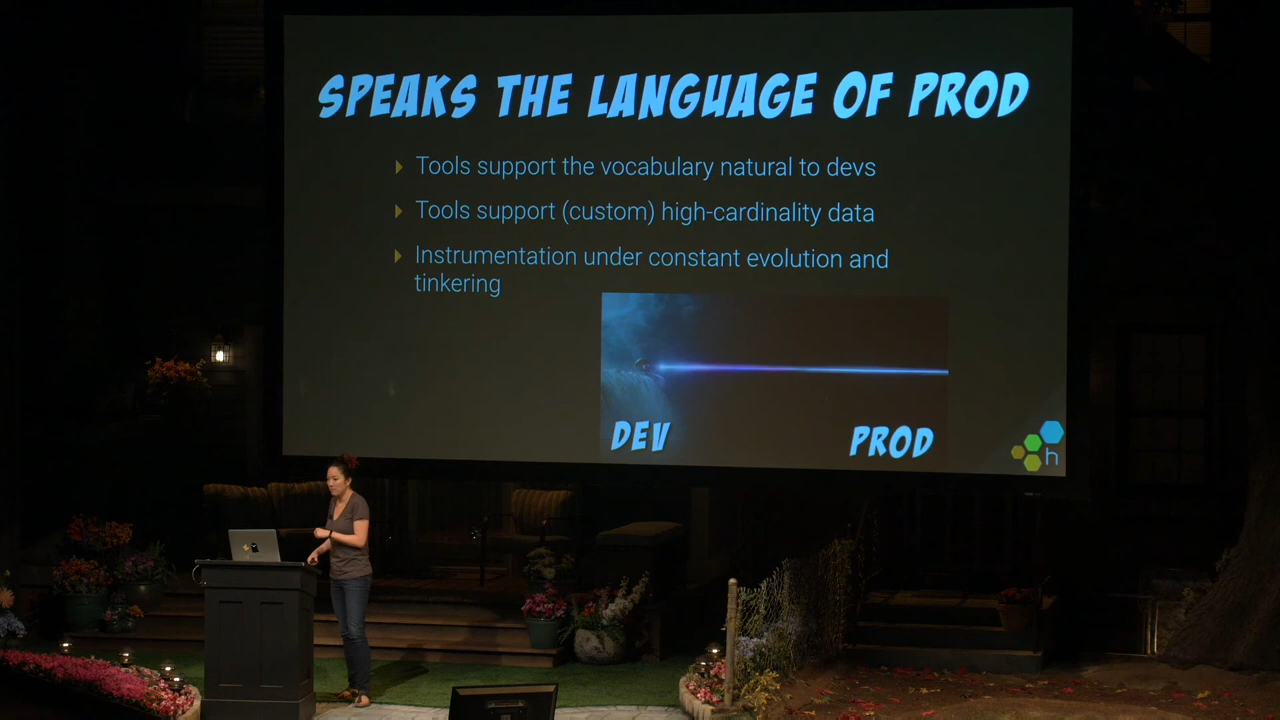 SPEAKS THE LANGUAGE OF PROD
Tools support the vocabulary natural to devs
Tools support (custom) high-cardinality data
Instrumentation under constant evolution and
tinkering
DEV
PROD
h